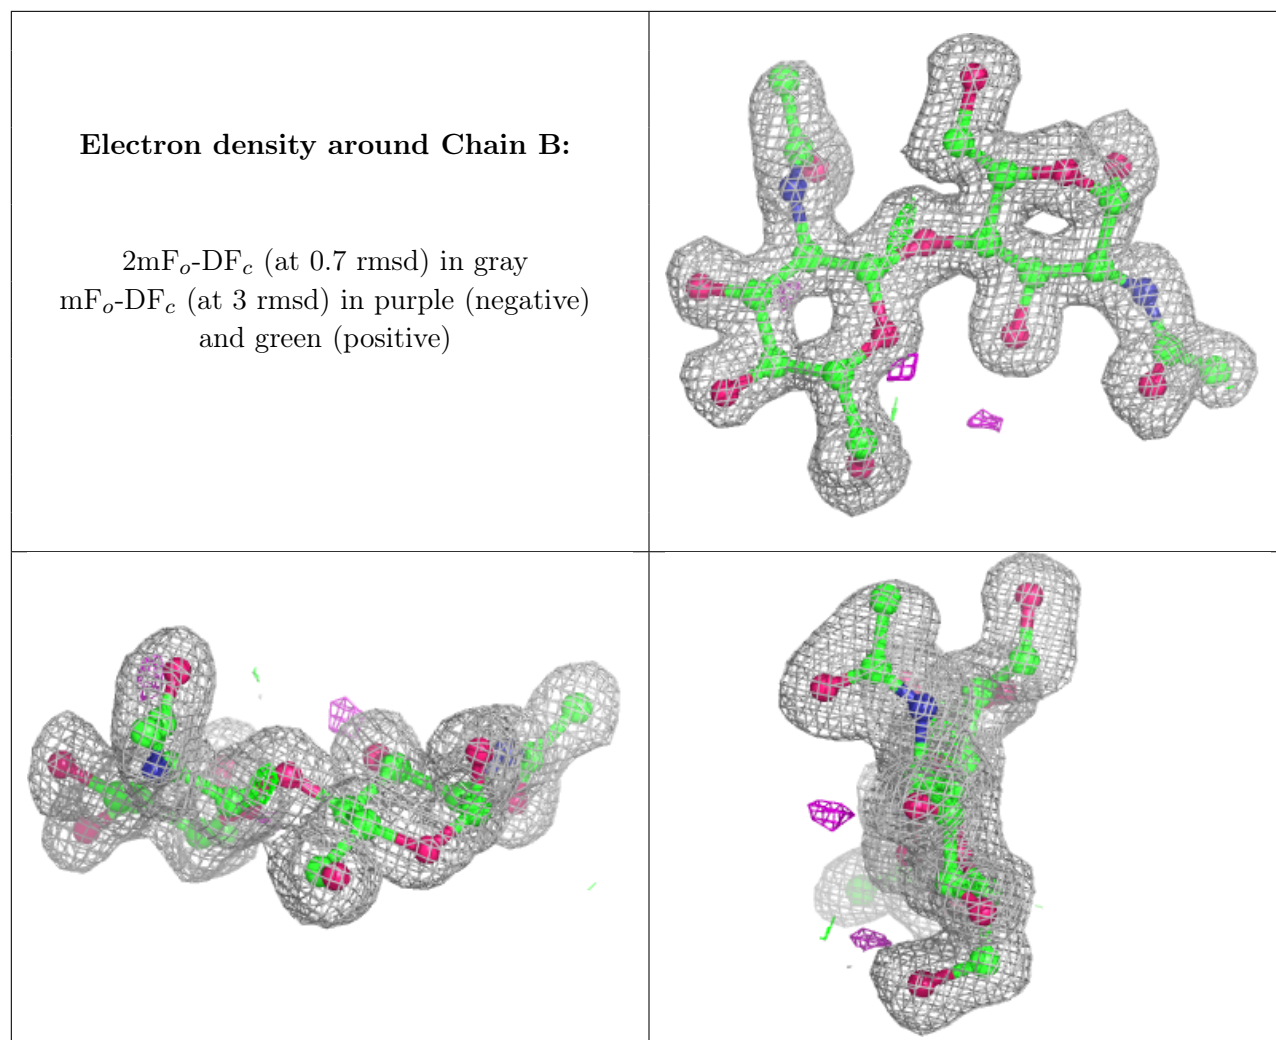 Electron density around Chain B:
2mFₒ-DF𝒸 (at 0.7 rmsd) in gray
mFₒ-DF𝒸 (at 3 rmsd) in purple (negative)
and green (positive)